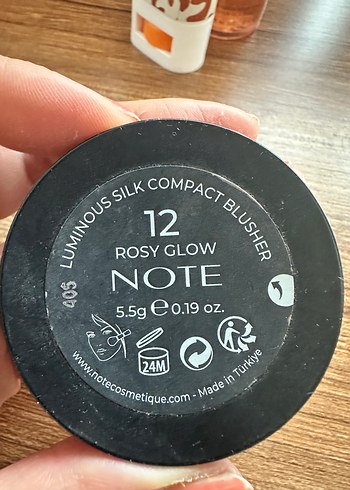 LUMINOUS SILK COMPACT BLUSHER
12
ROSY GLOW
NOTE
5.5g e 0.19 oz.
405
24M
www.notecosmetique.com - Made in Türkiye